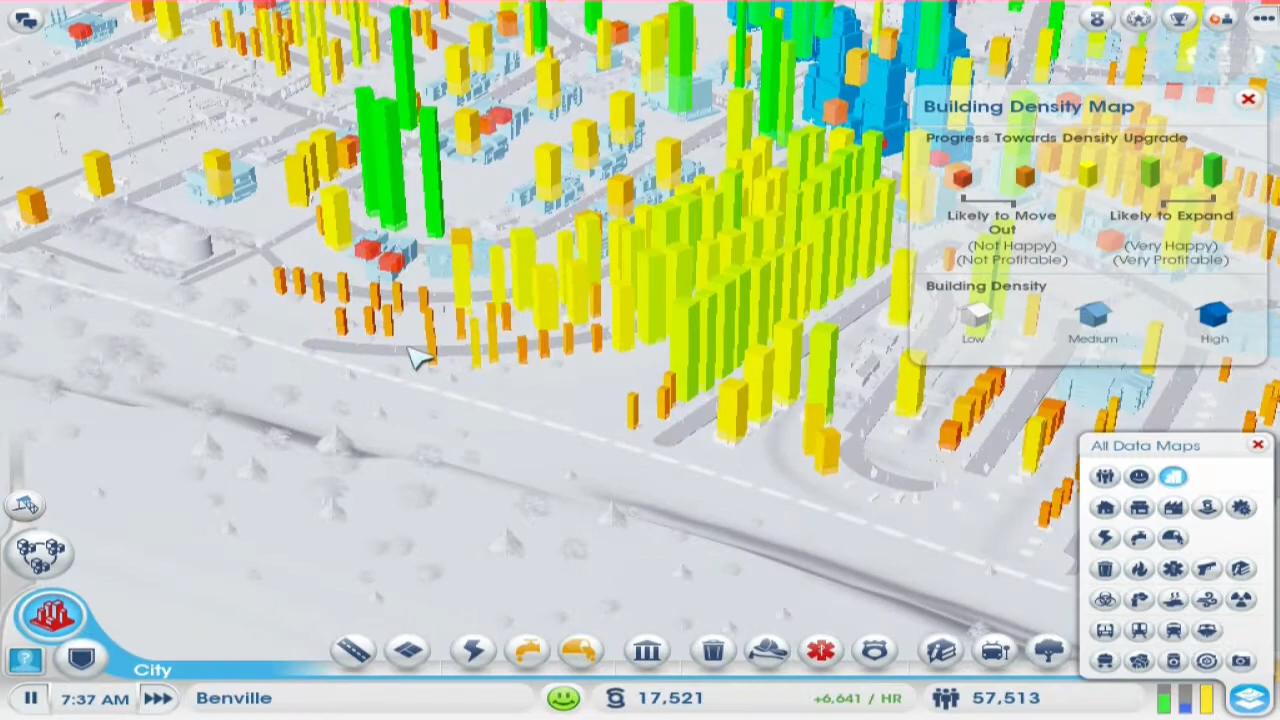 Building Density Map
Progress Towards Density Upgrade
Likely to Move Out
(Not Happy)
(Not Profitable)
Likely to Expand
(Very Happy)
(Very Profitable)
Building Density
Low
Medium
High
All Data Maps
?
City
7:37 AM
Benville
17,521
+6,641 / HR
57,513